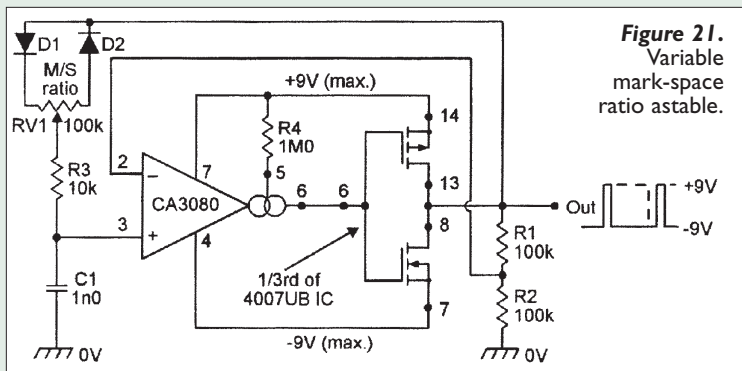 Figure 21.
Variable
mark-space
ratio astable.
D1
D2
M/S
ratio
RV1
100k
R3
10k
C1
1n0
0V
2
−
3
+
CA3080
7
4
+9V (max.)
R4
1M0
5
6
6
1/3rd of
4007UB IC
-9V (max.)
14
13
8
7
Out
+9V
-9V
R1
100k
R2
100k
0V